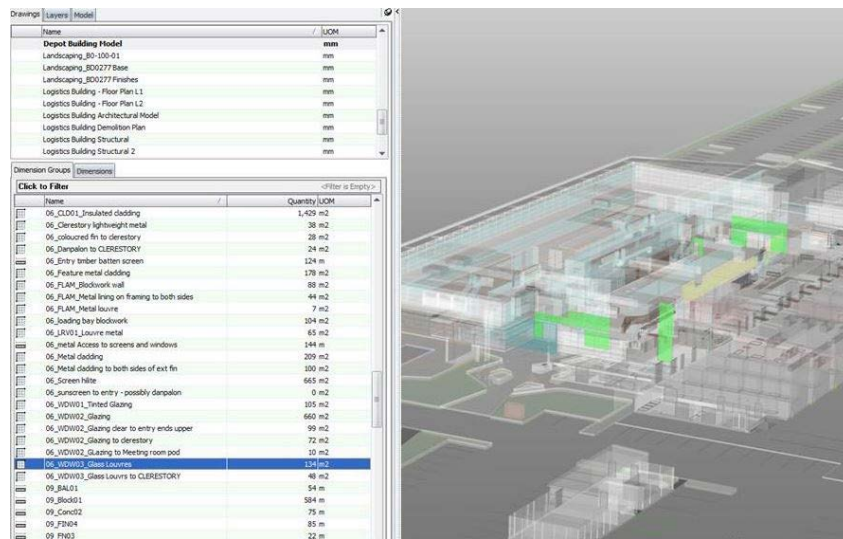 Drawings Layers Model
Name / UOM
Depot Building Model mm
Landscaping_B0-100-01 mm
Landscaping_BD0277 Base mm
Landscaping_BD0277 Finishes mm
Logistics Building - Floor Plan L1 mm
Logistics Building - Floor Plan L2 mm
Logistics Building Architectural Model mm
Logistics Building Demolition Plan mm
Logistics Building Structural mm
Logistics Building Structural 2 mm
Dimension Groups Dimensions
Click to Filter <Filter is Empty>
Name / Quantity UOM
06_CLD01_Insulated cladding 1,429 m2
06_Clerestory lightweight metal 38 m2
06_coloucred fin to clerestory 28 m2
06_Danpalon to CLERESTORY 24 m2
06_Entry timber batten screen 124 m
06_Feature metal cladding 178 m2
06_FLAM_Blockwork wall 88 m2
06_FLAM_Metal lining on framing to both sides 44 m2
06_FLAM_Metal louvre 7 m2
06_loading bay blockwork 104 m2
06_LRV01_Louvre metal 65 m2
06_metal Access to screens and windows 144 m
06_Metal cladding 209 m2
06_Metal cladding to both sides of ext fin 100 m2
06_Screen hilite 665 m2
06_sunscreen to entry - possibly danpalon 0 m2
06_WDW01_Tinted Glazing 105 m2
06_WDW02_Glazing 660 m2
06_WDW02_Glazing clear to entry ends upper 99 m2
06_WDW02_Glazing to clerestory 72 m2
06_WDW02_GLazing to Meeting room pod 10 m2
06_WDW03_Glass Louvres 134 m2
06_WDW03_Glass Louvrs to CLERESTORY 48 m2
09_BAL01 54 m
09_Block01 584 m
09_Conc02 75 m
09_FIN04 85 m
09_FN03 22 m